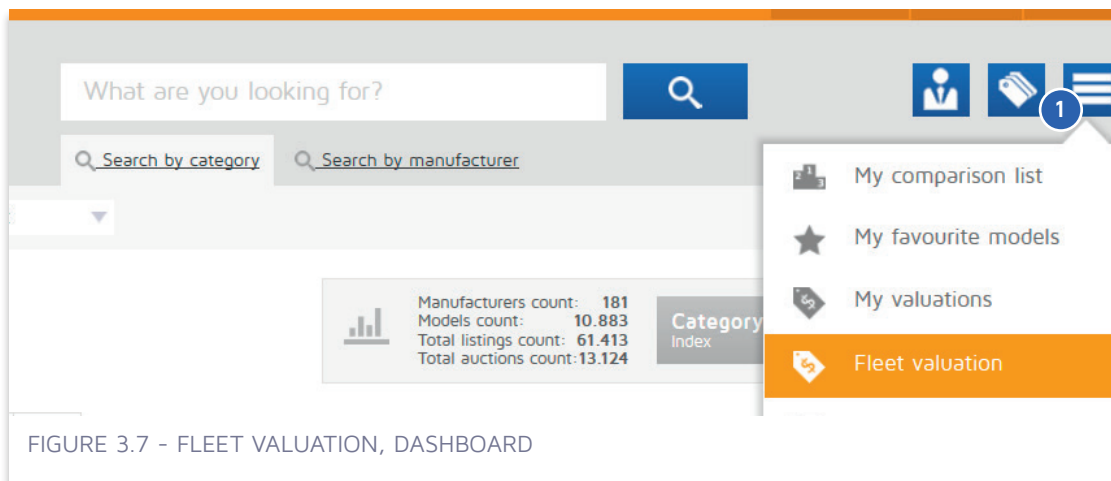 What are you looking for?
1
Search by category
Search by manufacturer
My comparison list
My favourite models
My valuations
Fleet valuation
Manufacturers count: 181
Models count: 10.883
Total listings count: 61.413
Total auctions count: 13.124
Category
Index
FIGURE 3.7 - FLEET VALUATION, DASHBOARD